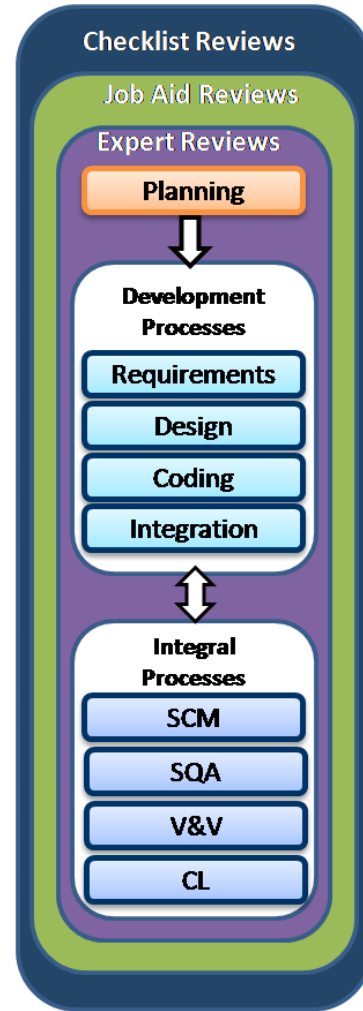 Checklist Reviews
Job Aid Reviews
Expert Reviews
Planning
Development
Processes
Requirements
Design
Coding
Integration
Integral
Processes
SCM
SQA
V&V
CL